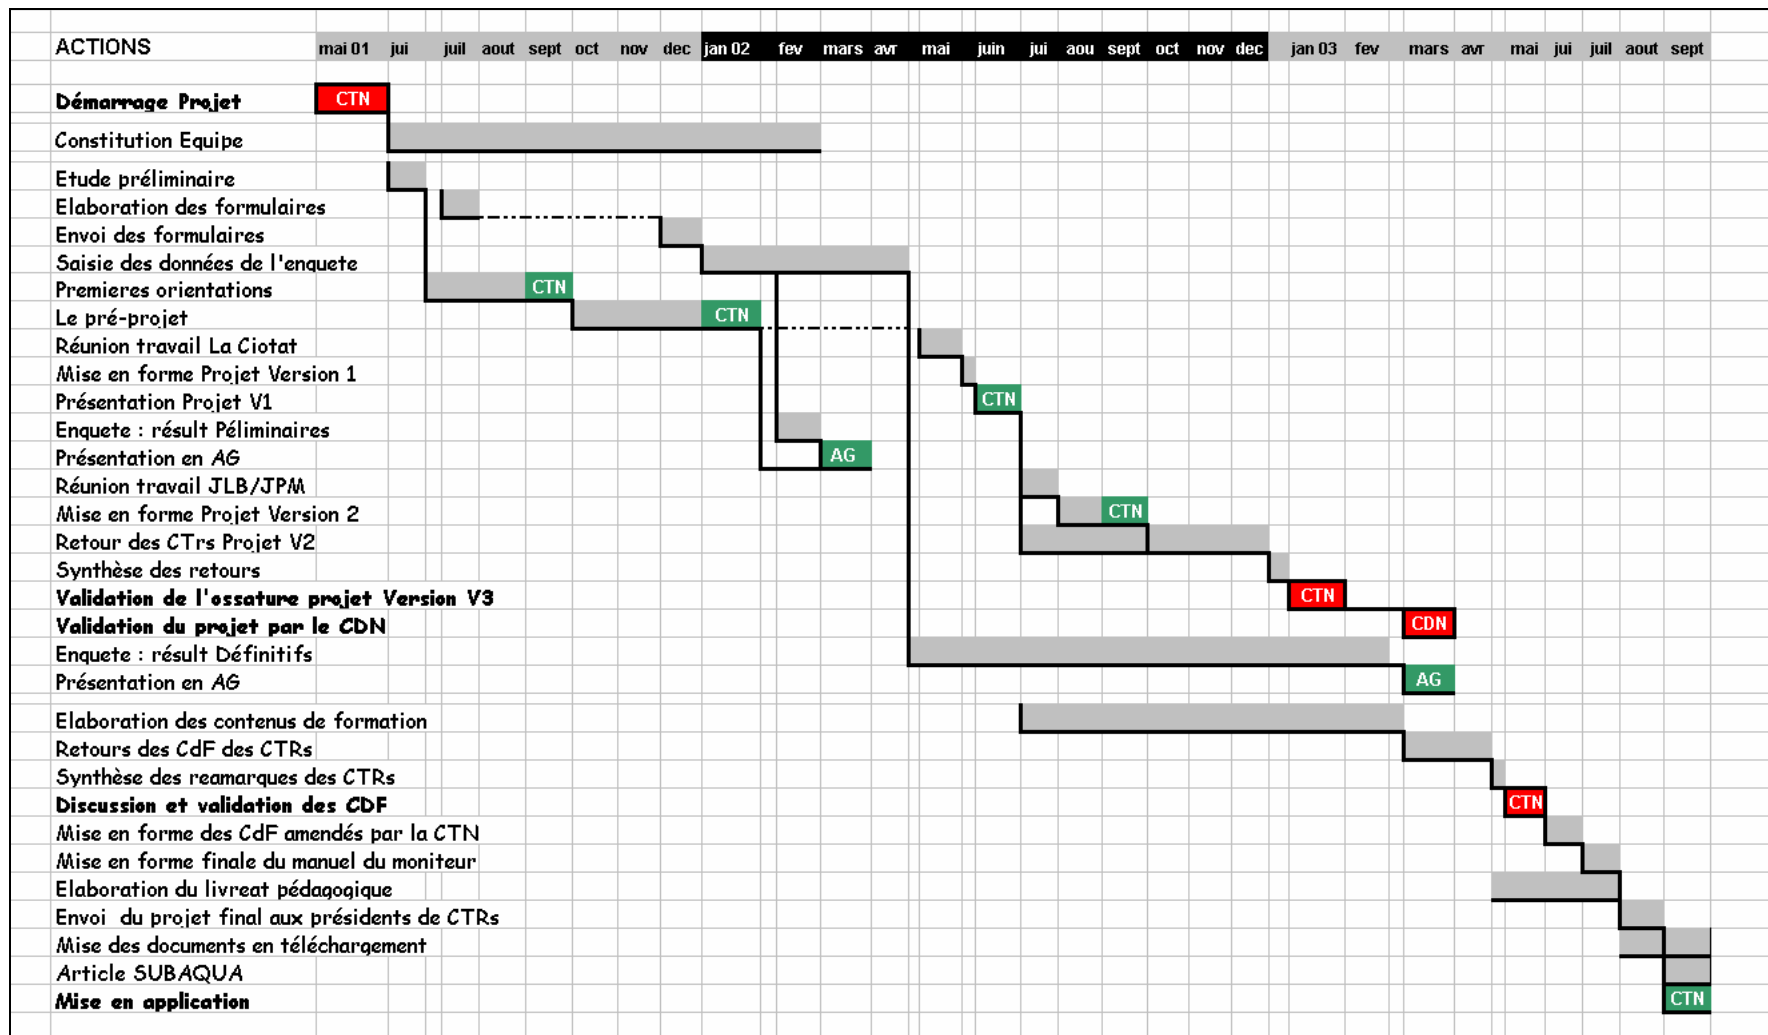 ACTIONS mai 01 jui juil aout sept oct nov dec jan 02 fev mars avr mai juin jui aou sept oct nov dec jan 03 fev mars avr mai jui juil aout sept
Démarrage Projet CTN
Constitution Equipe
Etude préliminaire
Elaboration des formulaires
Envoi des formulaires
Saisie des données de l'enquete
Premieres orientations CTN
Le pré-projet CTN
Réunion travail La Ciotat
Mise en forme Projet Version 1
Présentation Projet V1 CTN
Enquete : résult Péliminaires
Présentation en AG AG
Réunion travail JLB/JPM
Mise en forme Projet Version 2 CTN
Retour des CTrs Projet V2
Synthèse des retours
Validation de l'ossature projet Version V3 CTN
Validation du projet par le CDN CDN
Enquete : résult Définitifs
Présentation en AG AG
Elaboration des contenus de formation
Retours des CdF des CTRs
Synthèse des reamarques des CTRs
Discussion et validation des CDF CTN
Mise en forme des CdF amendés par la CTN
Mise en forme finale du manuel du moniteur
Elaboration du livreat pédagogique
Envoi du projet final aux présidents de CTRs
Mise des documents en téléchargement
Article SUBAQUA
Mise en application CTN